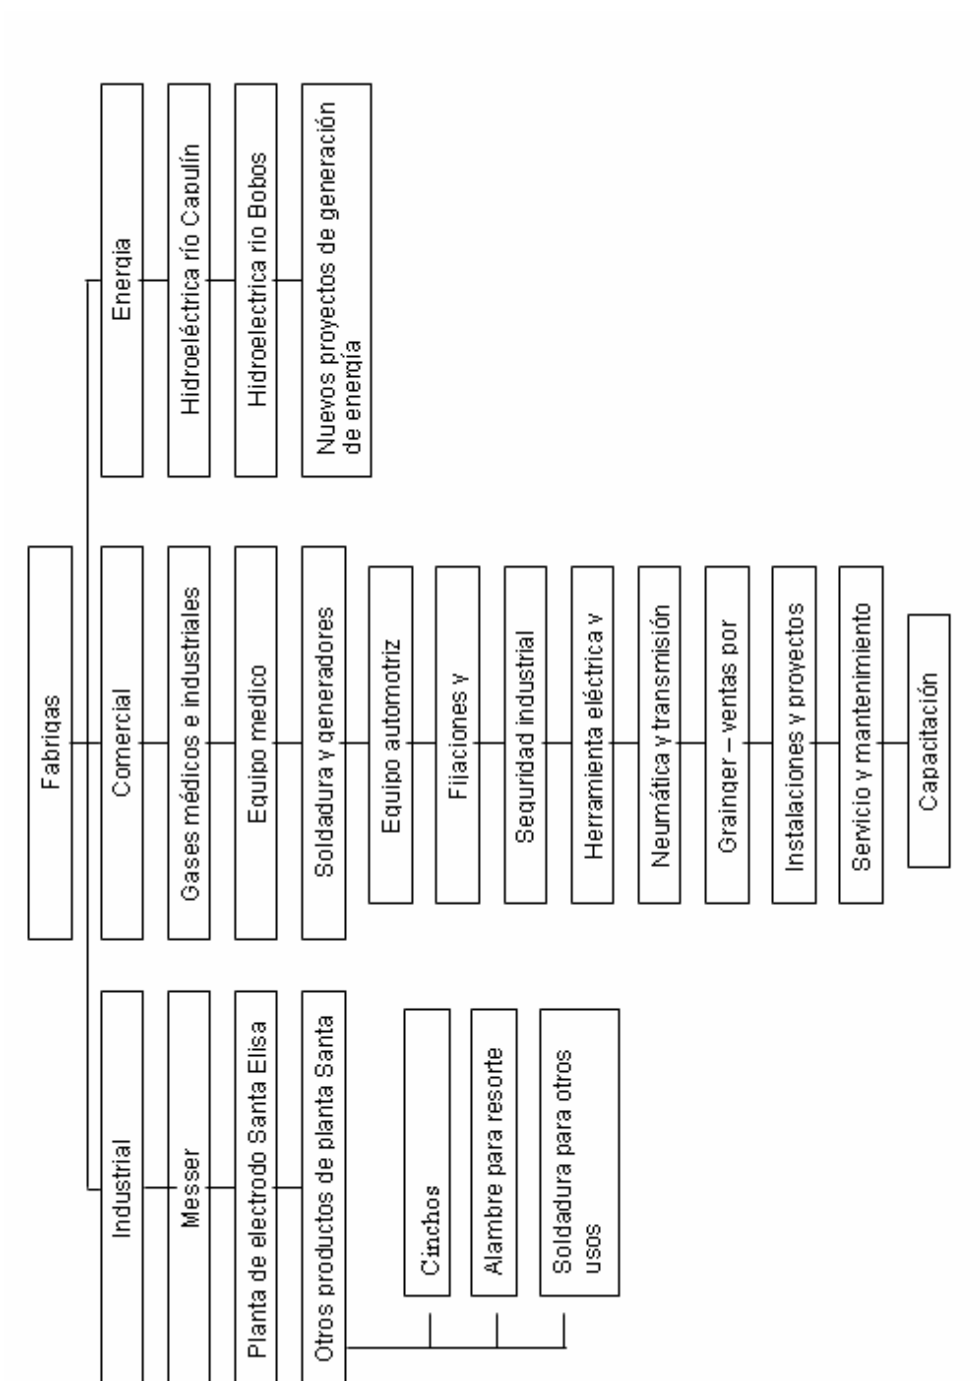 Fabrigas
Industrial
Messer
Planta de electrodo Santa Elisa
Otros productos de planta Santa
Cinchos
Alambre para resorte
Soldadura para otros
usos
Comercial
Gases médicos e industriales
Equipo medico
Soldadura y generadores
Equipo automotriz
Fijaciones y
Seguridad industrial
Herramienta eléctrica y
Neumática y transmisión
Grainger – ventas por
Instalaciones y proyectos
Servicio y mantenimiento
Capacitación
Energía
Hidroeléctrica río Capulín
Hidroelectrica rio Bobos
Nuevos proyectos de generación
de energía